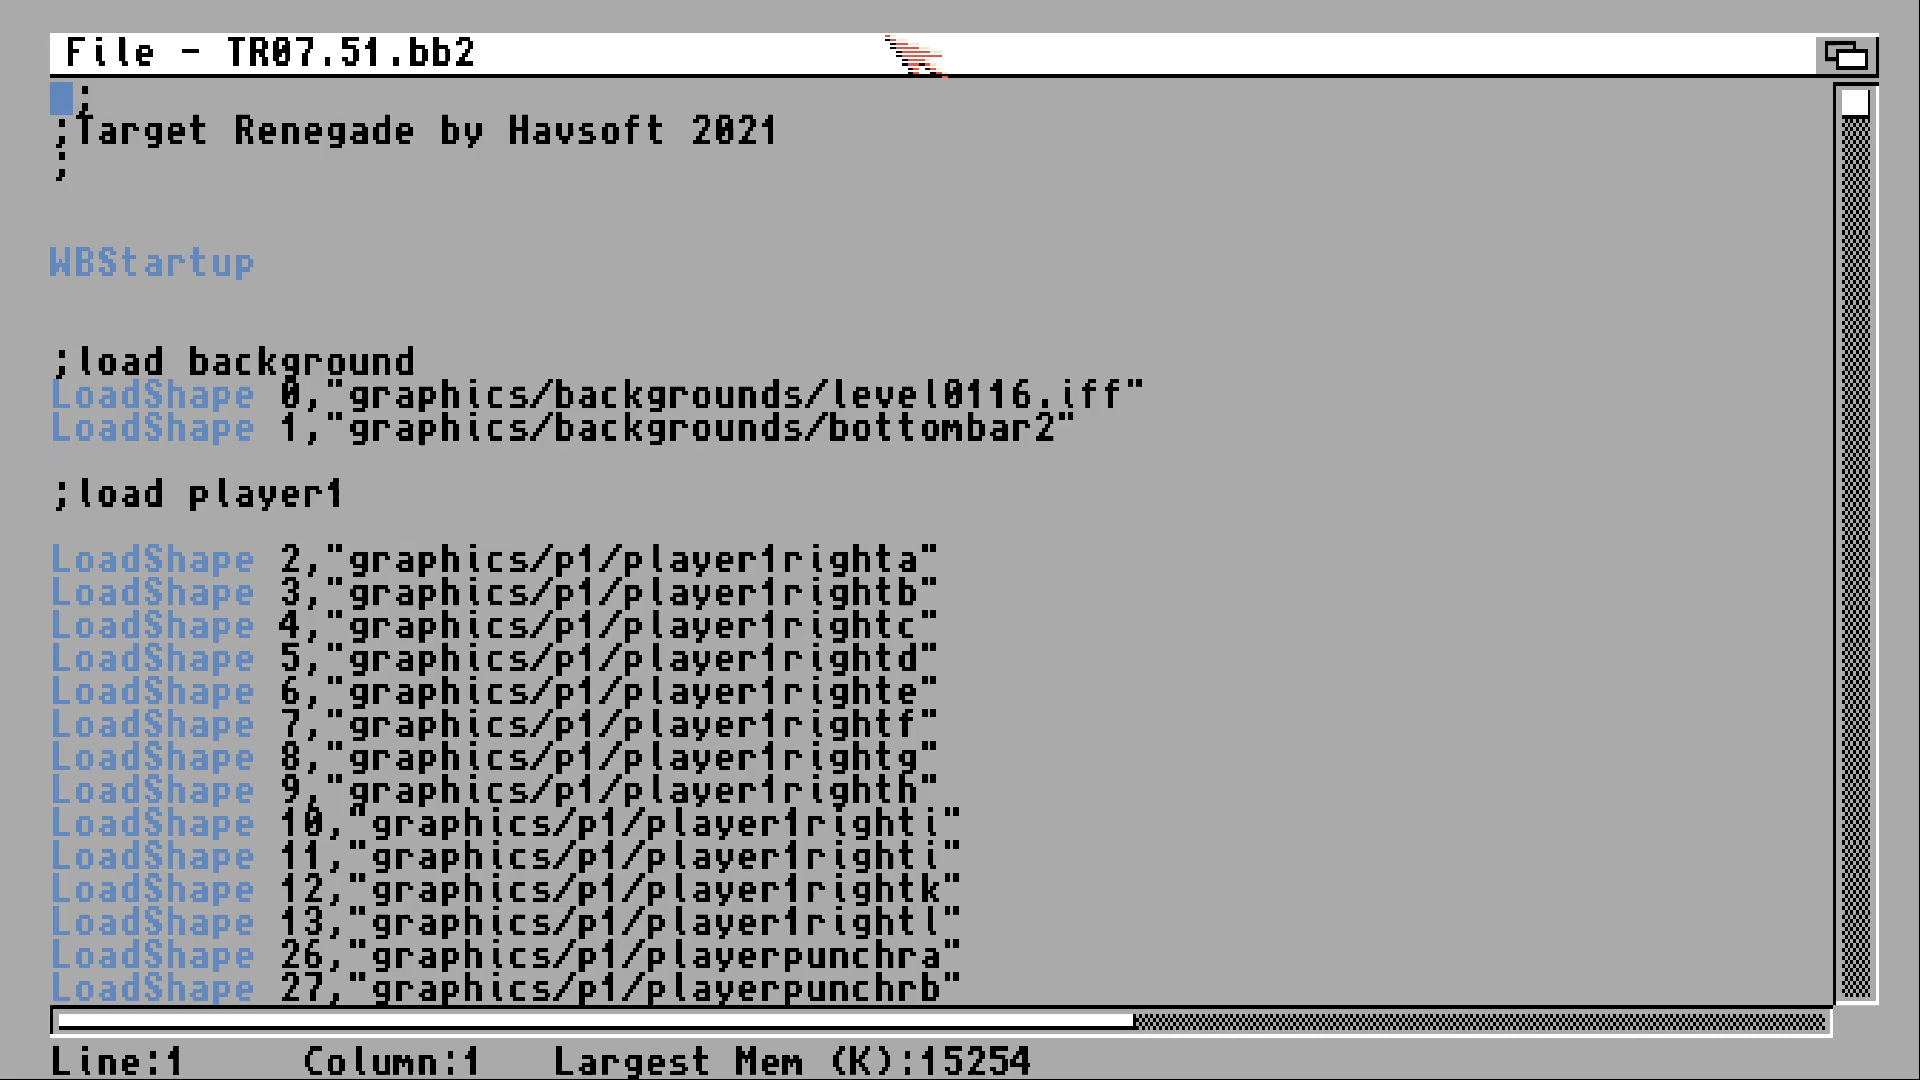 File - TR07.51.bb2
;
;Target Renegade by Havsoft 2021
;
WBStartup
;load background
LoadShape 0,"graphics/backgrounds/level0116.iff"
LoadShape 1,"graphics/backgrounds/bottombar2"
;load player1
LoadShape 2,"graphics/p1/player1righta"
LoadShape 3,"graphics/p1/player1rightb"
LoadShape 4,"graphics/p1/player1rightc"
LoadShape 5,"graphics/p1/player1rightd"
LoadShape 6,"graphics/p1/player1righte"
LoadShape 7,"graphics/p1/player1rightf"
LoadShape 8,"graphics/p1/player1rightg"
LoadShape 9,"graphics/p1/player1righth"
LoadShape 10,"graphics/p1/player1righti"
LoadShape 11,"graphics/p1/player1righti"
LoadShape 12,"graphics/p1/player1rightk"
LoadShape 13,"graphics/p1/player1rightl"
LoadShape 26,"graphics/p1/playerpunchra"
LoadShape 27,"graphics/p1/playerpunchrb"
Line:1 Column:1 Largest Mem (K):15254